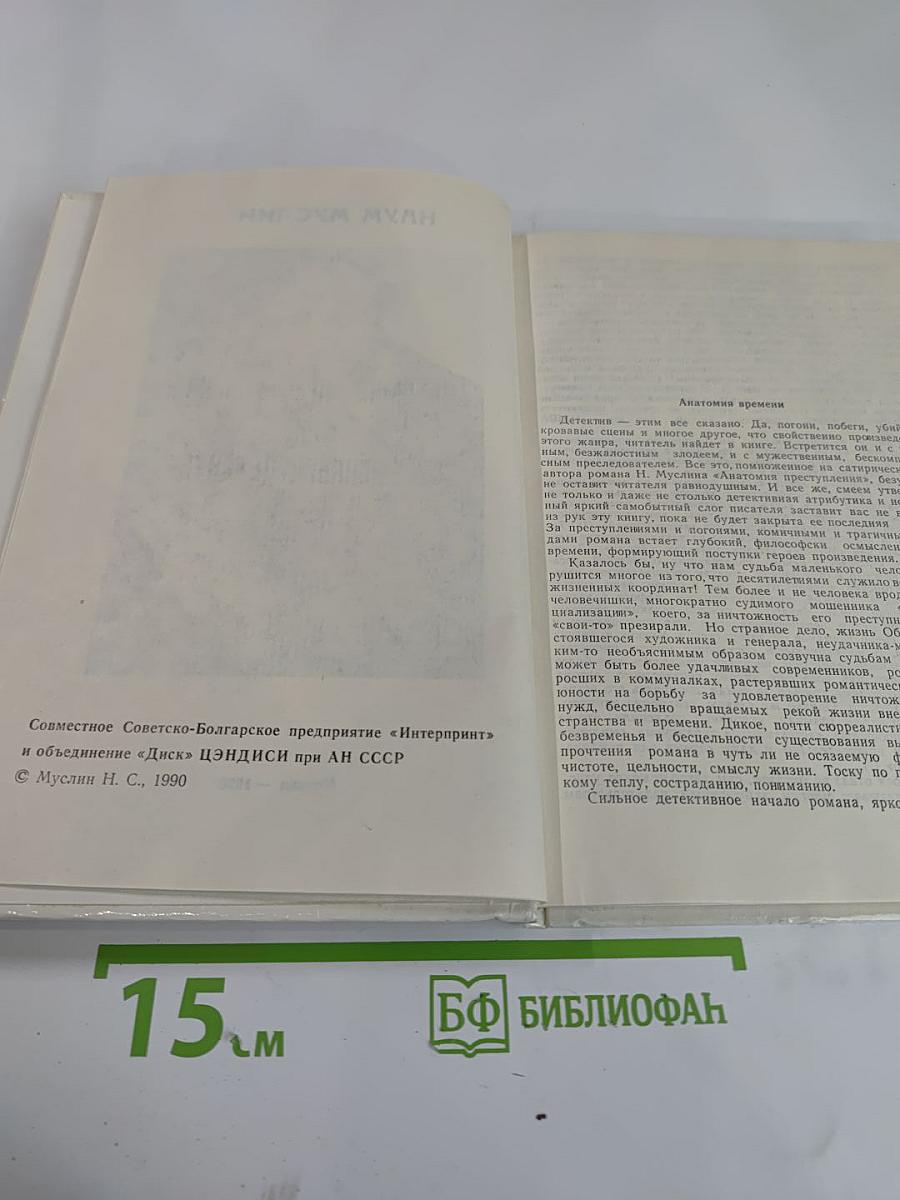 НАУМ МУСЛИН
Совместное Советско-Болгарское предприятие «Интерпринт»
и объединение «Диск» ЦЭНДИСИ при АН СССР
© Муслин Н. С., 1990
Анатомия времени
Детектив — этим все сказано. Да, погони, побеги, убий
кровавые сцены и многое другое, что свойственно произвед
этого жанра, читатель найдет в книге. Встретится он и с
ным, безжалостным злодеем, и с мужественным, бескомп
сным преследователем. Все это, помноженное на сатирическ
автора романа Н. Муслина «Анатомия преступления», безу
не оставит читателя равнодушным. И все же, смеем утве
не только и даже не столько детективная атрибутика и не
ный яркий самобытный слог писателя заставит вас не в
из рук эту книгу, пока не будет закрыта ее последняя
За преступлениями и погонями, комичными и трагичны
дами романа встает глубокий, философски осмыслен
времени, формирующий поступки героев произведения.
Казалось бы, ну что нам судьба маленького чело
рушится многое из того, что десятилетиями служило
жизненных координат! Тем более и не человека врод
человечишки, многократно судимого мошенника
циализации», коего, за ничтожность его преступн
«свои-то» презирали. Но странное дело, жизнь Об
стоявшегося художника и генерала, неудачника-м
ким-то необъяснимым образом созвучна судьбам
может быть более удачливых современников, ро
росших в коммуналках, растерявших романтичес
юности на борьбу за удовлетворение ничтож
нужд, бесцельно вращаемых рекой жизни вне
странства и времени. Дикое, почти сюрреалисти
безвременья и бесцельности существования вы
прочтения романа в чуть ли не осязаемую ф
чистоте, цельности, смыслу жизни. Тоску по
кому теплу, состраданию, пониманию.
Сильное детективное начало романа, ярко
15 см
БФ БИБЛИОФАН